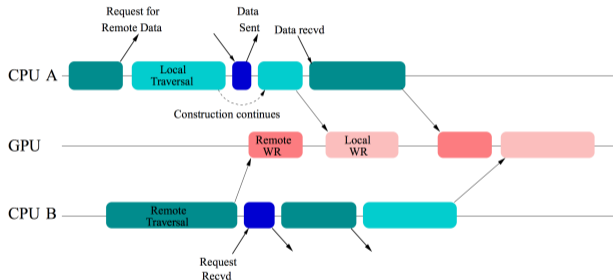 Request for
Remote Data
Data
Sent
Data recvd
CPU A
Local
Traversal
Construction continues
GPU
Remote
WR
Local
WR
CPU B
Remote
Traversal
Request
Recvd